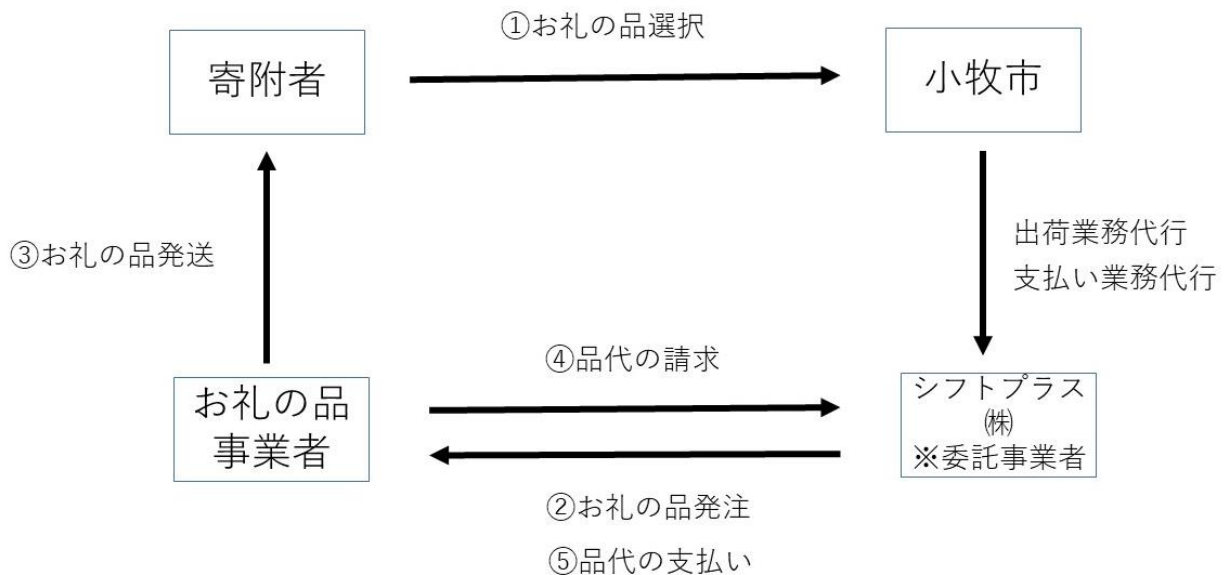 ①お礼の品選択
寄附者
小牧市
③お礼の品発送
出荷業務代行
支払い業務代行
④品代の請求
お礼の品
事業者
シフトプラス
㈱
※委託事業者
②お礼の品発注
⑤品代の支払い